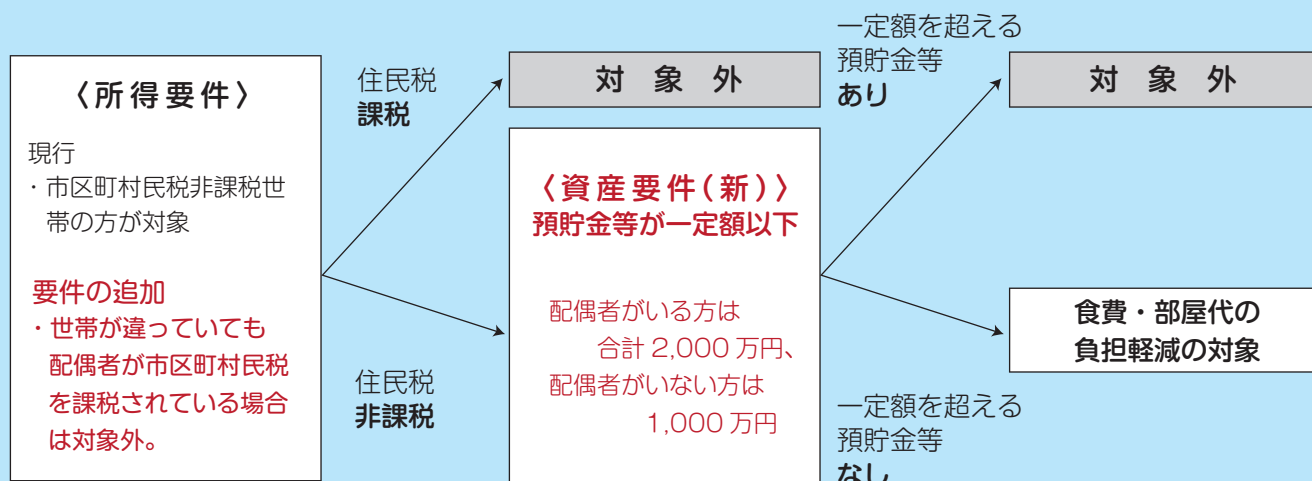 〈所得要件〉
現行
・市区町村民税非課税世
帯の方が対象
要件の追加
・世帯が違っていても
配偶者が市区町村民税
を課税されている場合
は対象外。
住民税
課税
住民税
非課税
対象外
〈資産要件(新)〉
預貯金等が一定額以下
配偶者がいる方は
合計 2,000 万円、
配偶者がいない方は
1,000 万円
一定額を超える
預貯金等
あり
一定額を超える
預貯金等
なし
対象外
食費・部屋代の
負担軽減の対象